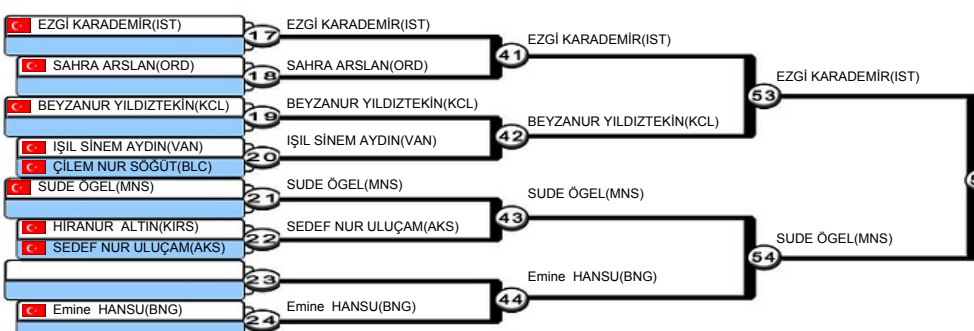 EZGİ KARADEMİR(IST)
17
EZGİ KARADEMİR(IST)
41
EZGİ KARADEMİR(IST)
SAHRA ARSLAN(ORD)
18
SAHRA ARSLAN(ORD)
53
EZGİ KARADEMİR(IST)
BEYZANUR YILDIZTEKİN(KCL)
19
BEYZANUR YILDIZTEKİN(KCL)
42
BEYZANUR YILDIZTEKİN(KCL)
IŞIL SİNEM AYDIN(VAN)
ÇİLEM NUR SÖĞÜT(BLC)
20
IŞIL SİNEM AYDIN(VAN)
SUDE ÖGEL(MNS)
21
SUDE ÖGEL(MNS)
43
SUDE ÖGEL(MNS)
HİRANUR ALTIN(KIRS)
SEDEF NUR ULUÇAM(AKS)
22
SEDEF NUR ULUÇAM(AKS)
54
SUDE ÖGEL(MNS)
23
44
Emine HANSU(BNG)
Emine HANSU(BNG)
24
Emine HANSU(BNG)